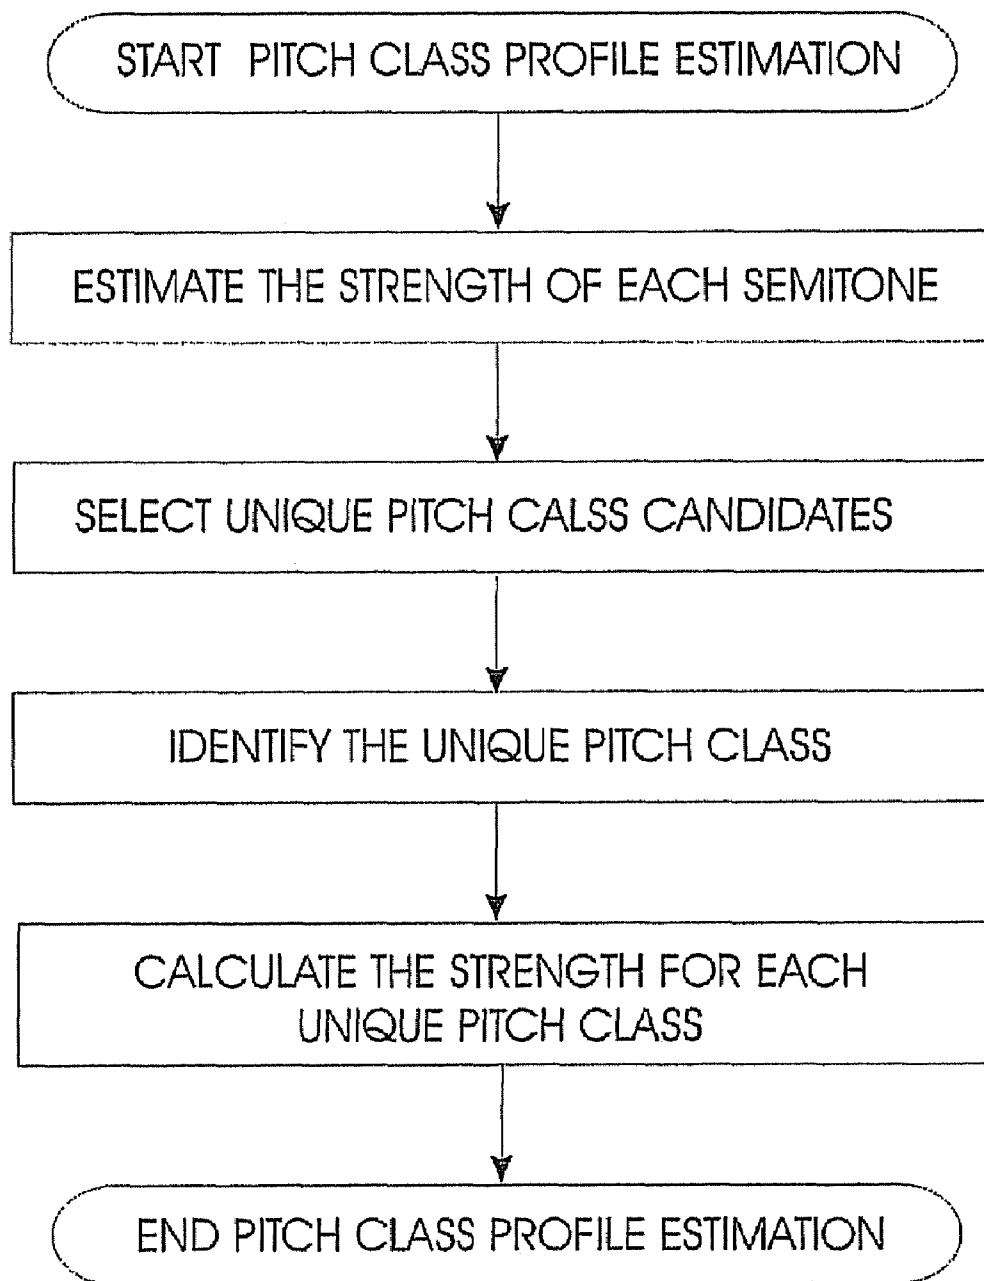 START PITCH CLASS PROFILE ESTIMATION
ESTIMATE THE STRENGTH OF EACH SEMITONE
SELECT UNIQUE PITCH CALSS CANDIDATES
IDENTIFY THE UNIQUE PITCH CLASS
CALCULATE THE STRENGTH FOR EACH
UNIQUE PITCH CLASS
END PITCH CLASS PROFILE ESTIMATION